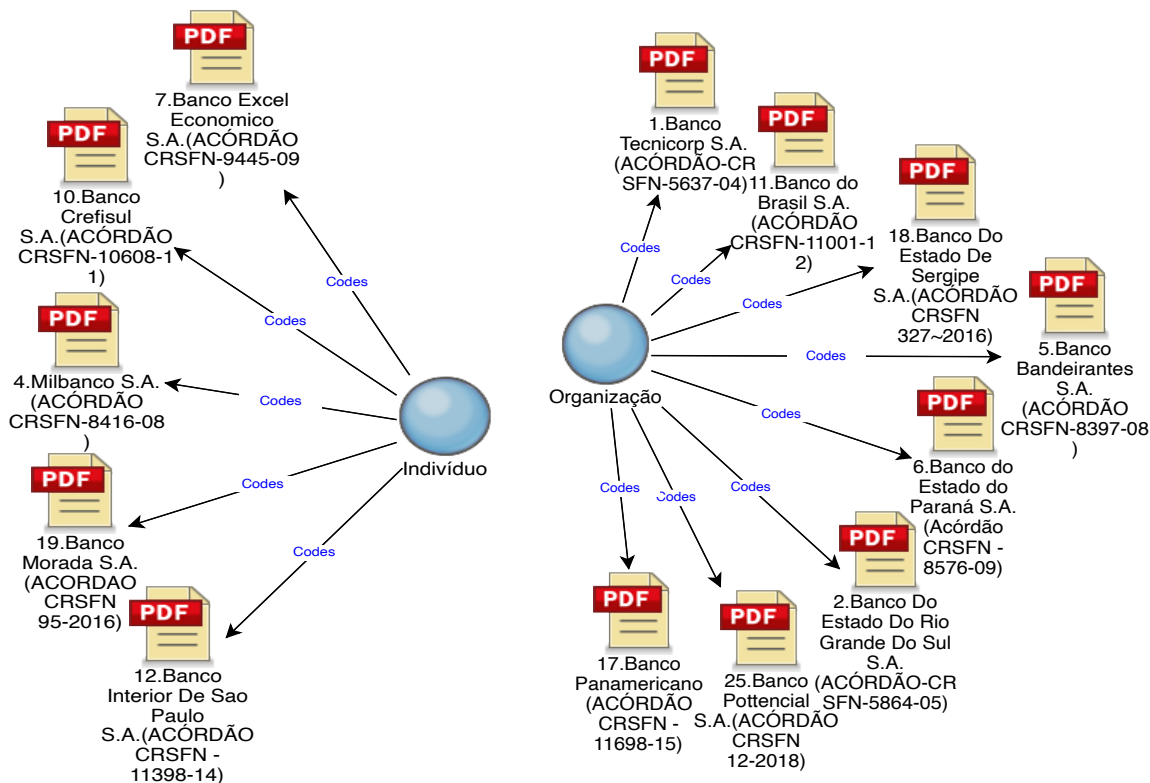 PDF
7.Banco Excel
Economico
S.A.(ACÓRDÃO
CRSFN-9445-09
)
PDF
10.Banco
Crefisul
S.A.(ACÓRDÃO
CRSFN-10608-1
1)
PDF
4.Milbanco S.A.
(ACÓRDÃO
CRSFN-8416-08
)
PDF
19.Banco
Morada S.A.
(ACORDAO
CRSFN
95-2016)
PDF
12.Banco
Interior De Sao
Paulo
S.A.(ACÓRDÃO
CRSFN -
11398-14)
Codes
Codes
Codes
Codes
Codes
Indivíduo
PDF
1.Banco
Tecnicorp S.A.
(ACÓRDÃO-CR
SFN-5637-04)
PDF
11.Banco do
Brasil S.A.
(ACÓRDÃO
CRSFN-11001-1
2)
PDF
18.Banco Do
Estado De
Sergipe
S.A.(ACÓRDÃO
CRSFN
327~2016)
PDF
5.Banco
Bandeirantes
S.A.
(ACÓRDÃO
CRSFN-8397-08
)
PDF
6.Banco do
Estado do
Paraná S.A.
(Acórdão
CRSFN -
8576-09)
PDF
2.Banco Do
Estado Do Rio
Grande Do Sul
S.A.
(ACÓRDÃO-CR
SFN-5864-05)
PDF
25.Banco
Pottencial
S.A.(ACÓRDÃO
CRSFN
12-2018)
PDF
17.Banco
Panamericano
(ACÓRDÃO
CRSFN -
11698-15)
Codes
Codes
Codes
Codes
Codes
Codes
Codes
Codes
Organização